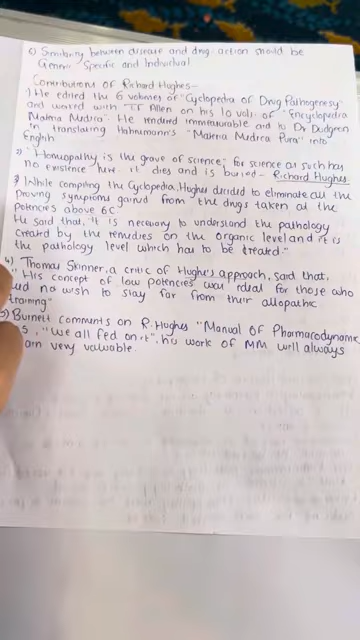 c) Similarity between disease and drug action should be
Generic Specific and Individual
Contributions of Richard Hughes-
1) He edited the 6 volumes of "Cyclopedia of Drug Pathogenesy
and worked with TF Allen on his 10 vols of "Encyclopedia
Materia Medica". He rendered immeasurable aid to Dr Dudgeon
in translating Hahnemann's "Materia Medica Pura" into
English
2) "Homeopathy is the grave of science; for science as such has
no existence here. it dies and is buried - Richard Hughes
3) While compiling the Cyclopedia, Hughes decided to eliminate all the
Proving symptoms gained from the drugs taken at the
Potencies above 6C.
He said that, it is necessary to understand the pathology
created by the remedies on the organic level and it is
the pathology level which has to be treated."
4) Thomas Skinner, a critic of Hughe's approach, said that,
"His concept of low potencies was ideal for those who
no wish to stay far from their allopathic
training"
Burnett comments on R. Hughes "Manual of Pharmacodynamic
s, "We all fed on it", his work of MM will always
very valuable.